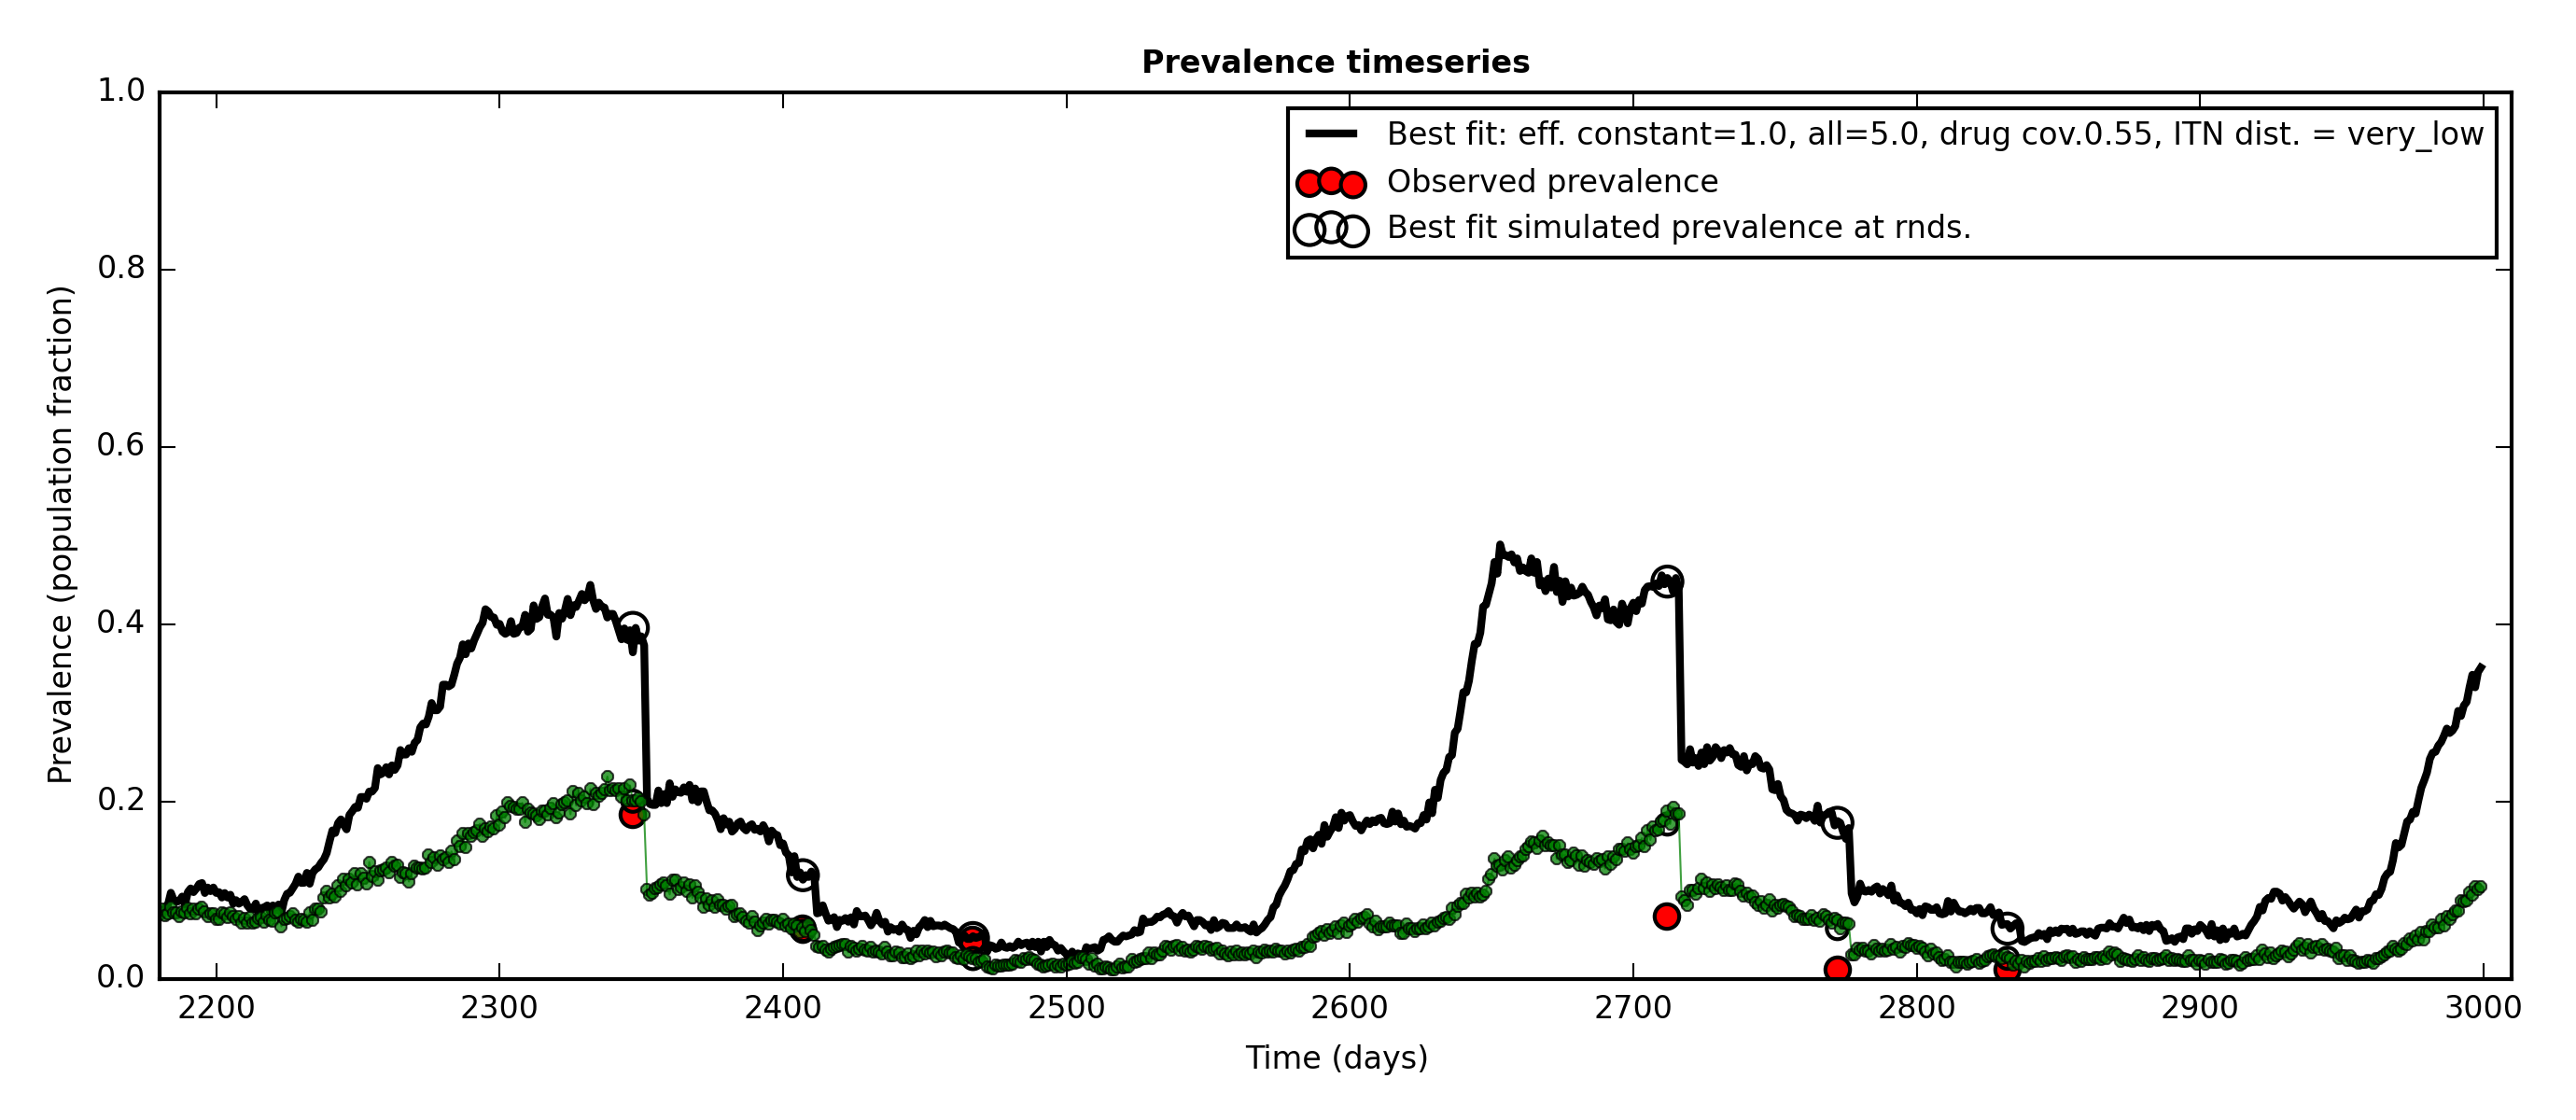 Prevalence timeseries
1.0
0.8
0.6
0.4
0.2
0.0
Prevalence (population fraction)
Best fit: eff. constant=1.0, all=5.0, drug cov.0.55, ITN dist. = very_low
Observed prevalence
Best fit simulated prevalence at rnds.
2200 2300 2400 2500 2600 2700 2800 2900 3000
Time (days)